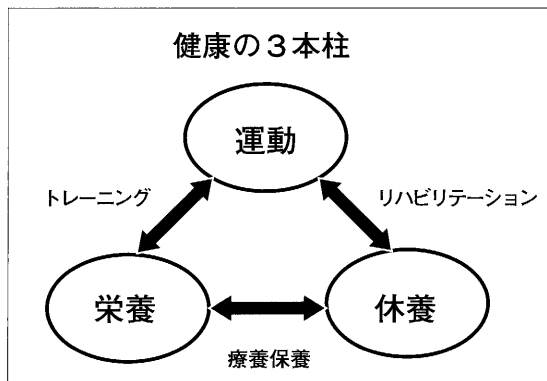 健康の3本柱
運動
トレーニング
リハビリテーション
栄養
休養
療養保養